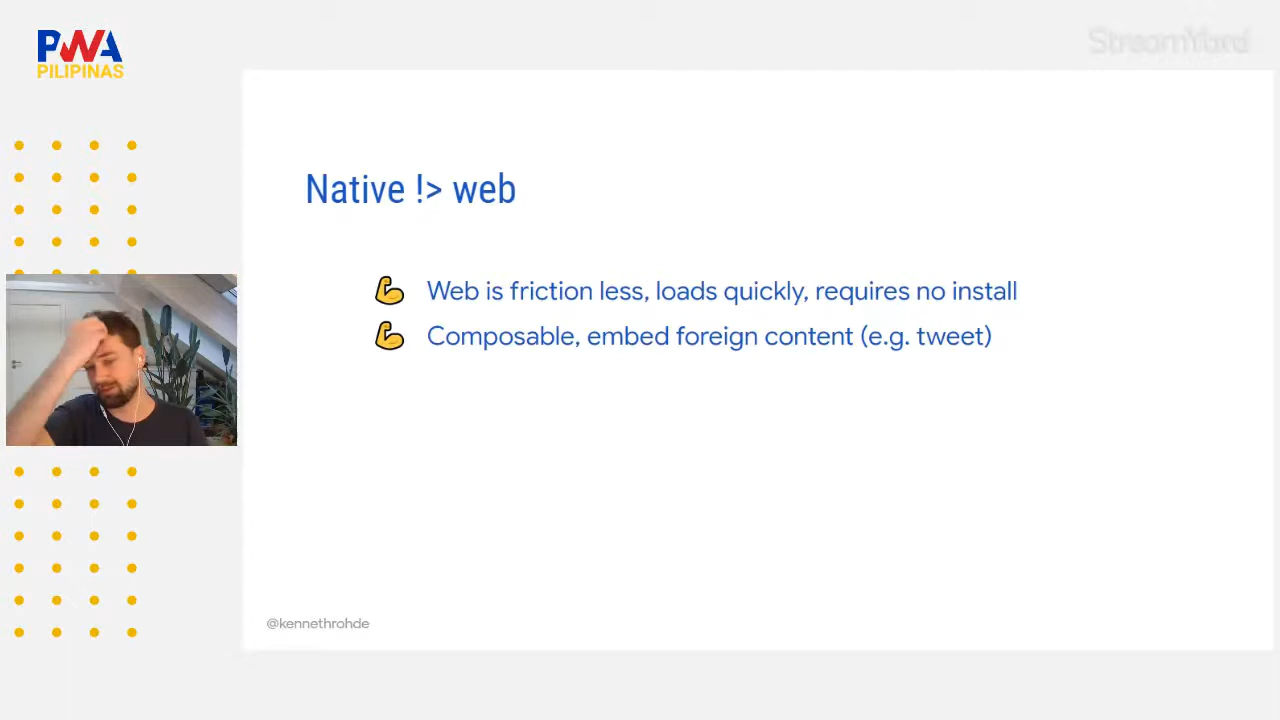 PWA
PILIPINAS
StreamYard
Native !> web
💪 Web is friction less, loads quickly, requires no install
💪 Composable, embed foreign content (e.g. tweet)
@kennethrohde